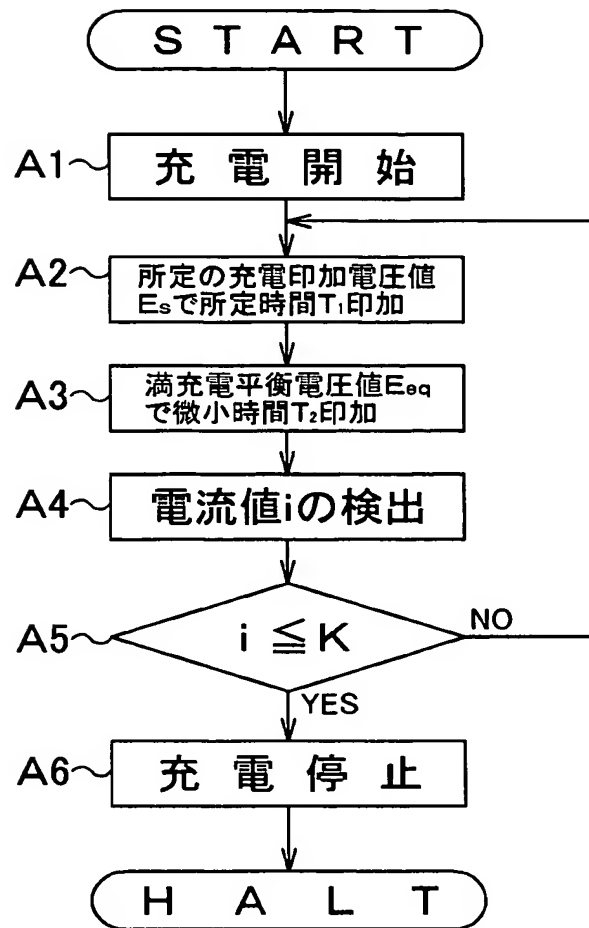 START
A1 充電開始
A2 所定の充電印加電圧値
Esで所定時間T₁印加
A3 満充電平衡電圧値Eeq
で微小時間T₂印加
A4 電流値iの検出
A5 i ≦ K NO
YES
A6 充電停止
HALT